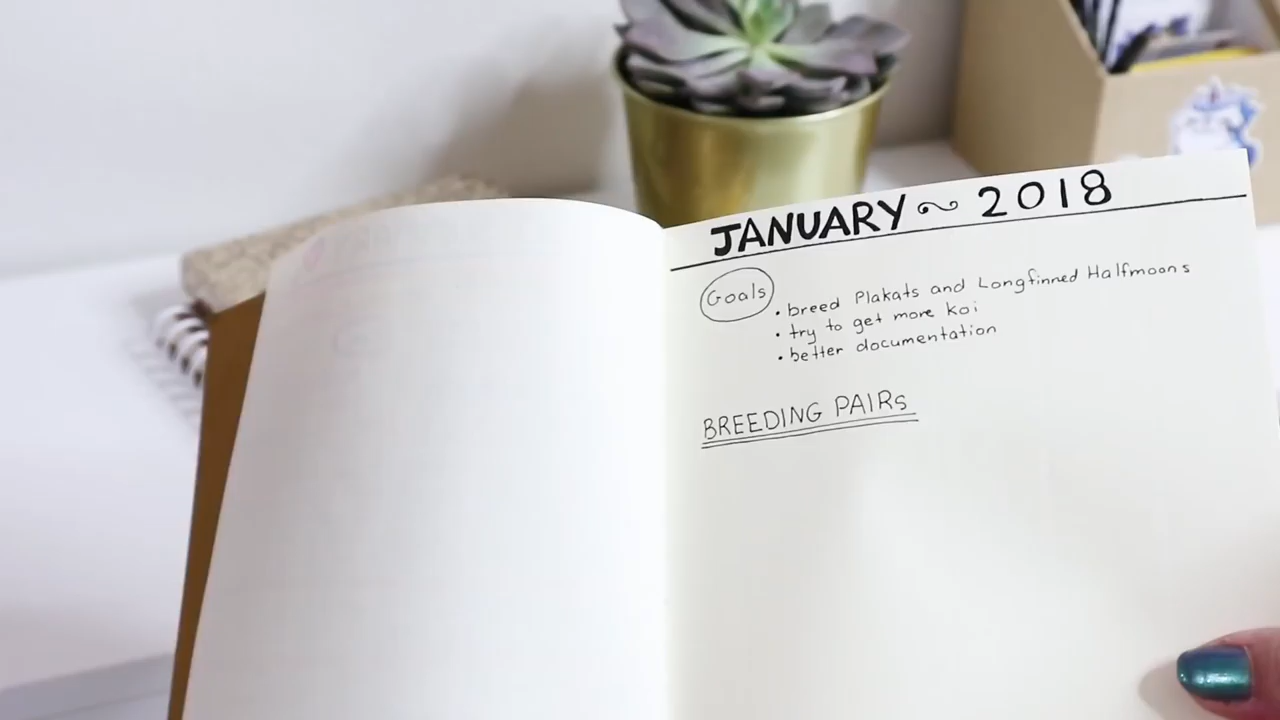 JANUARY ~ 2018
Goals
• breed Plakats and Longfinned Halfmoons
• try to get more koi
• better documentation
BREEDING PAIRs